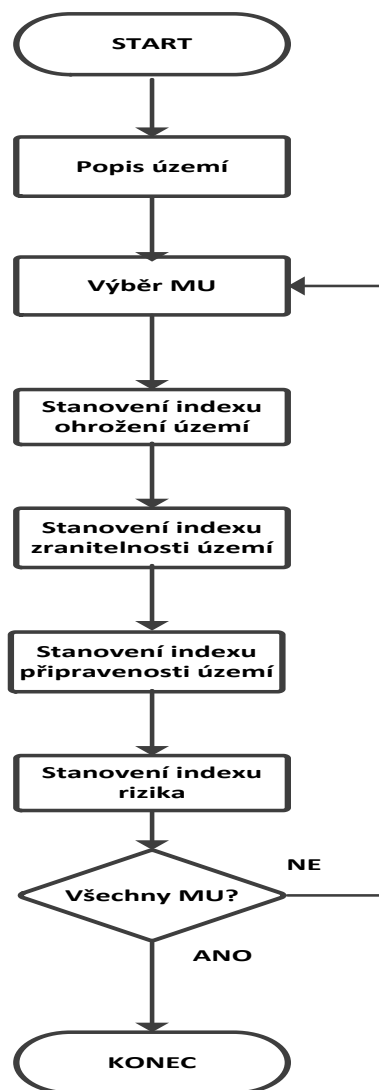 START
Popis území
Výběr MU
Stanovení indexu
ohrožení území
Stanovení indexu
zranitelnosti území
Stanovení indexu
připravenosti území
Stanovení indexu
rizika
Všechny MU?
NE
ANO
KONEC